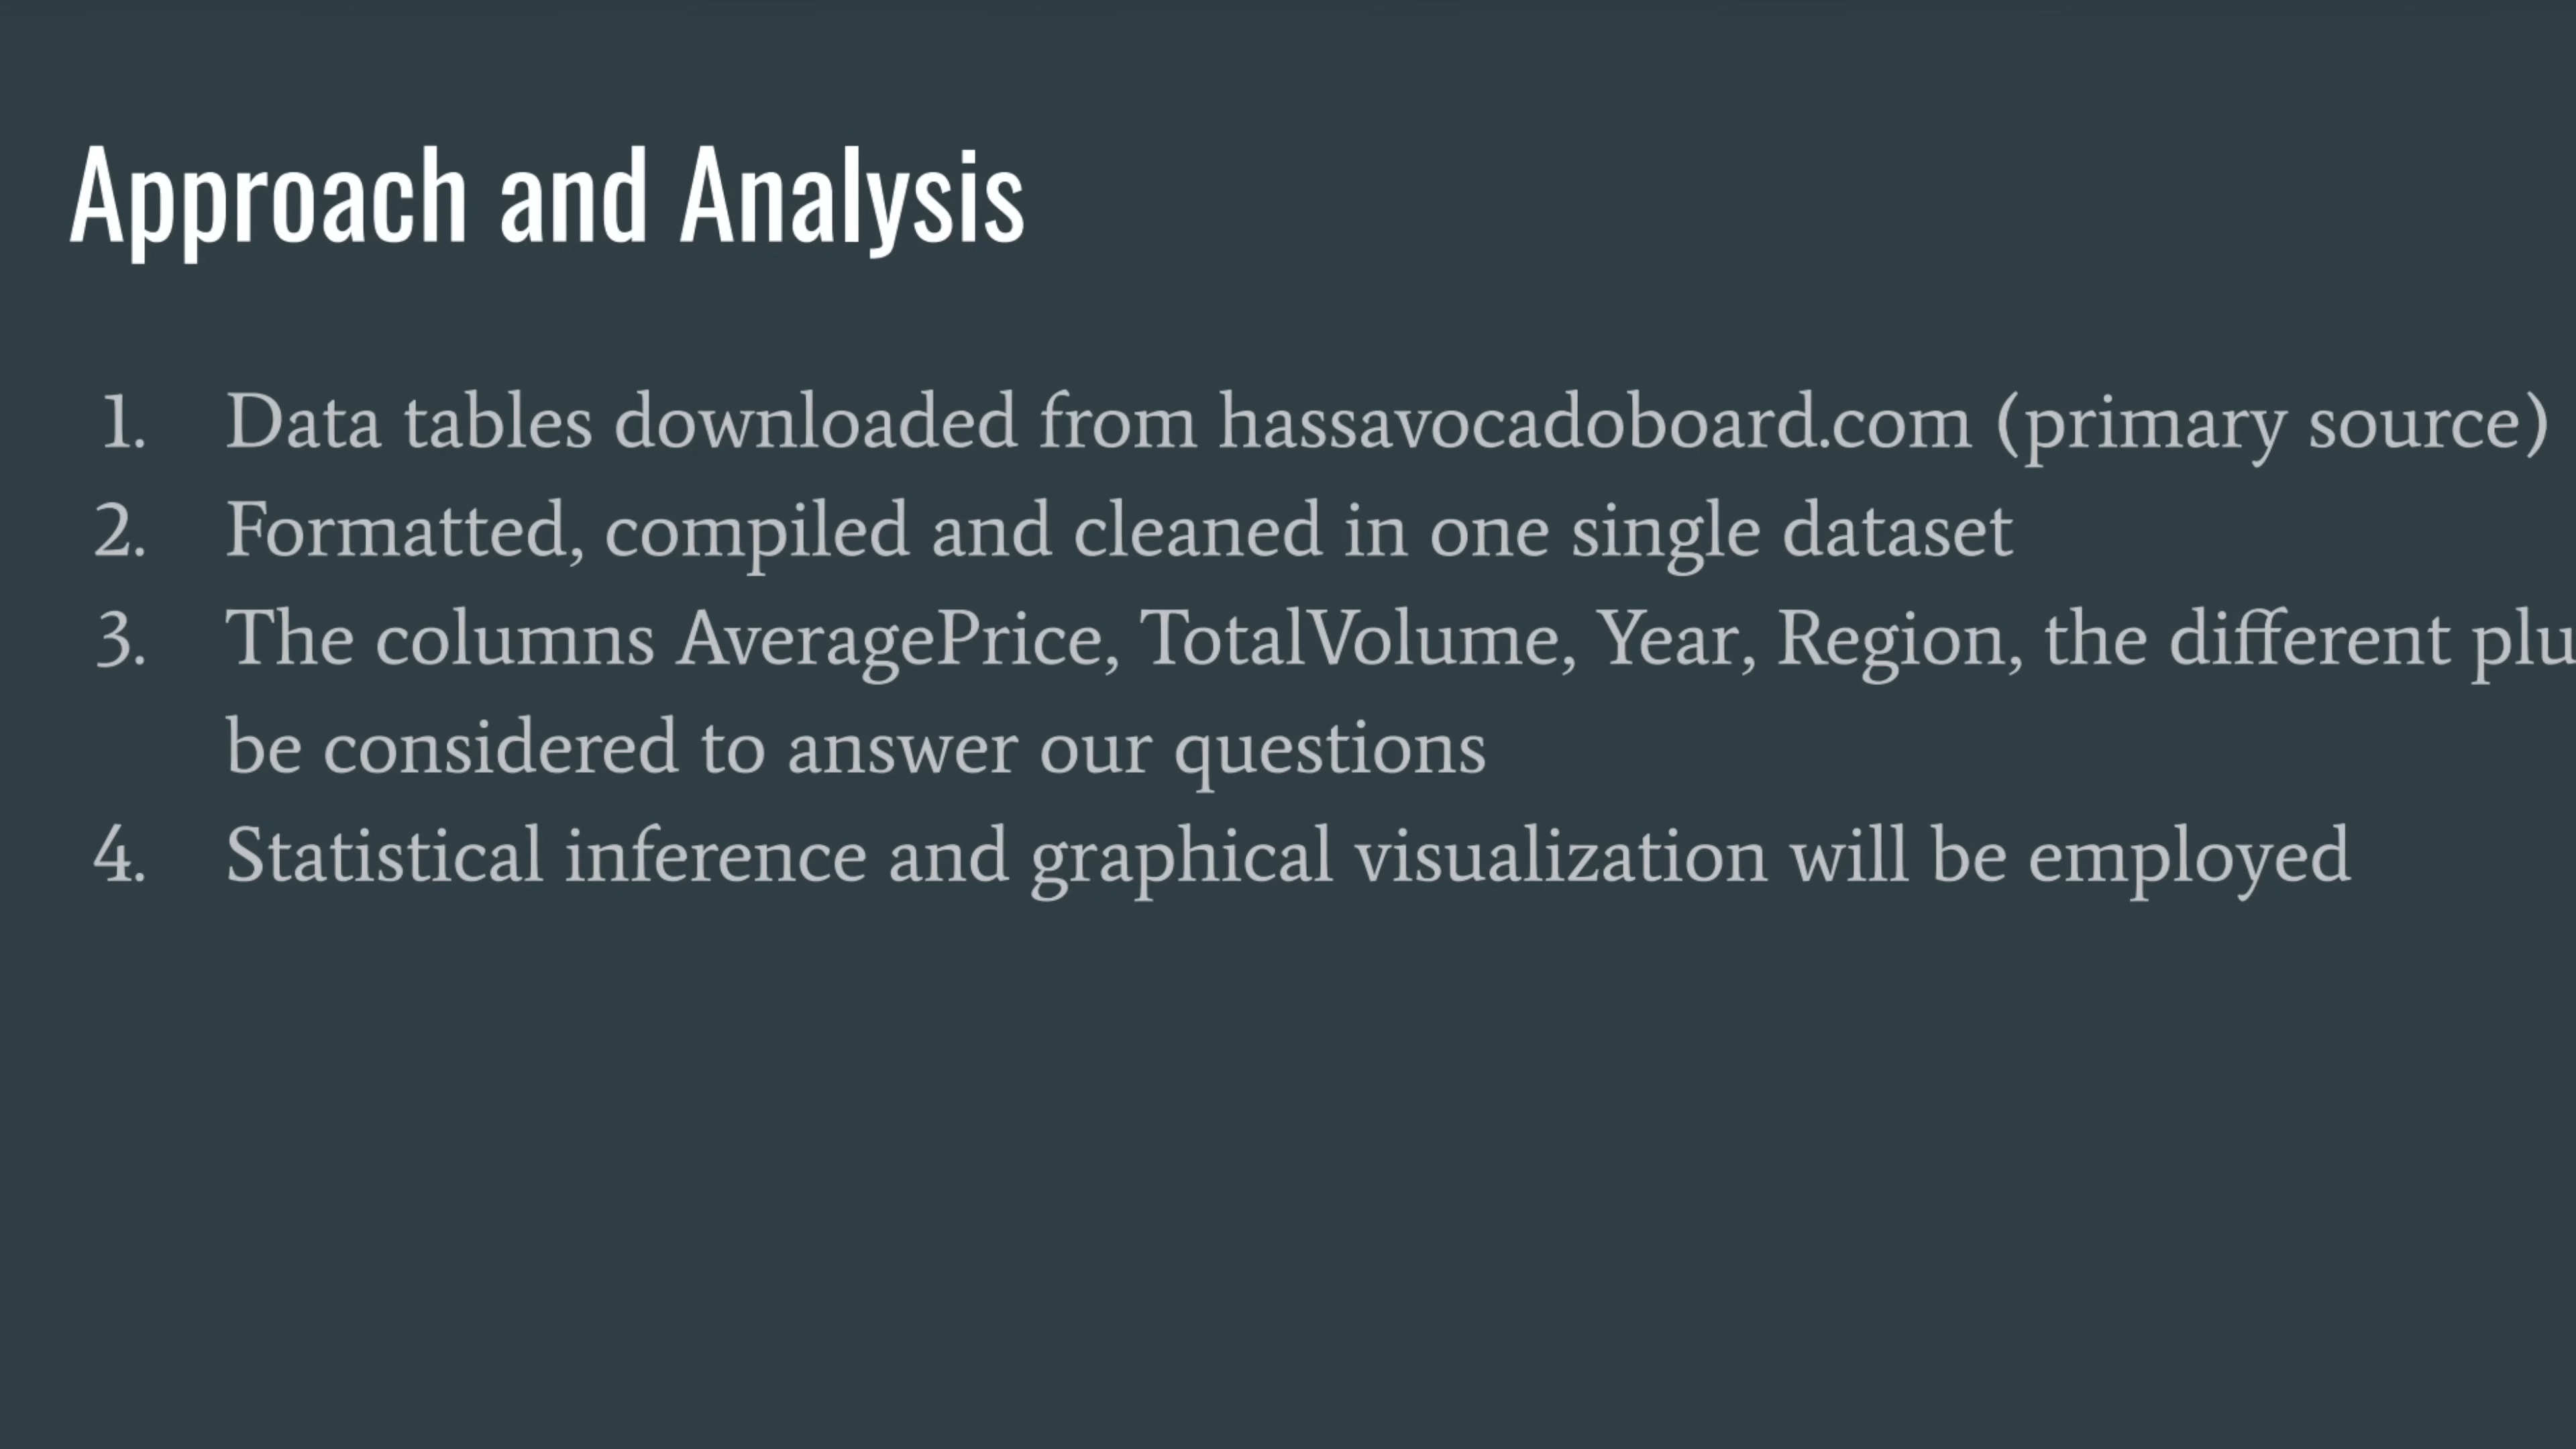 Approach and Analysis
1. Data tables downloaded from hassavocadoboard.com (primary source)
2. Formatted, compiled and cleaned in one single dataset
3. The columns AveragePrice, TotalVolume, Year, Region, the different
be considered to answer our questions
4. Statistical inference and graphical visualization will be employed